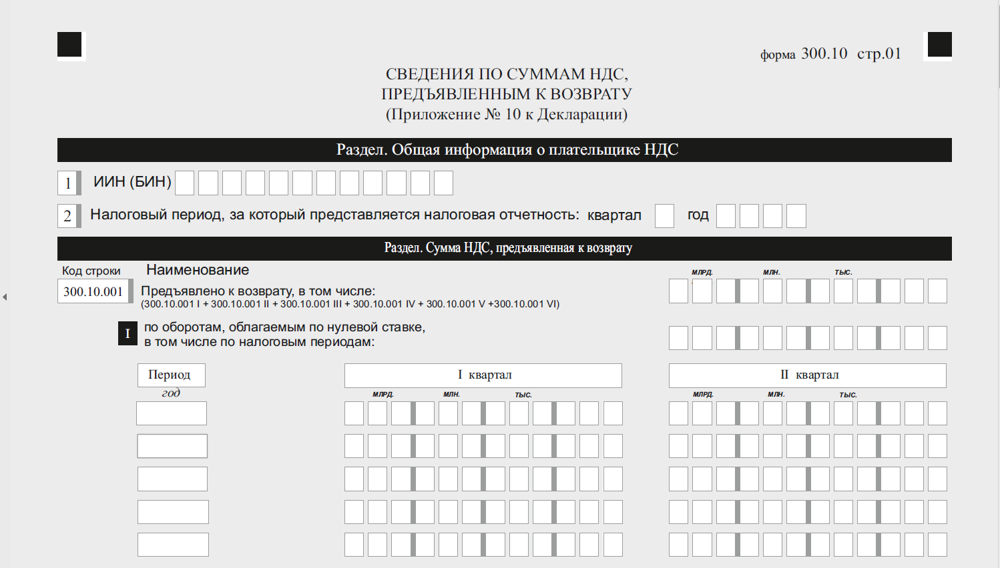 форма 300.10 стр.01
СВЕДЕНИЯ ПО СУММАМ НДС,
ПРЕДЪЯВЛЕННЫМ К ВОЗВРАТУ
(Приложение № 10 к Декларации)
Раздел. Общая информация о плательщике НДС
1 ИИН (БИН)
2 Налоговый период, за который представляется налоговая отчетность: квартал год
Раздел. Сумма НДС, предъявленная к возврату
Код строки Наименование МЛРД. МЛН. ТЫС.
300.10.001 Предъявлено к возврату, в том числе:
(300.10.001 I + 300.10.001 II + 300.10.001 III + 300.10.001 IV + 300.10.001 V +300.10.001 VI)
I по оборотам, облагаемым по нулевой ставке,
в том числе по налоговым периодам:
Период I квартал II квартал
год МЛРД. МЛН. ТЫС. МЛРД. МЛН. ТЫС.